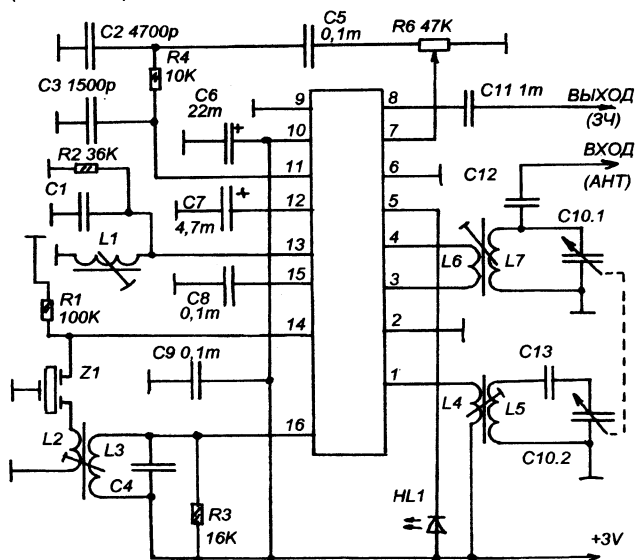 C2 4700p
C5
0,1m
R6 47K
R4
10K
C3 1500p
C6
22m
C11 1m
ВЫХОД
(ЗЧ)
ВХОД
(АНТ)
R2 36K
C1
C7
4,7m
C12
C10.1
L1
L6
L7
C8
0,1m
R1
100K
C9 0,1m
Z1
C13
L4
L5
C10.2
L2
L3
C4
R3
16K
HL1
+3V
9
10
11
12
13
15
14
16
8
7
6
5
4
3
2
1
+
+